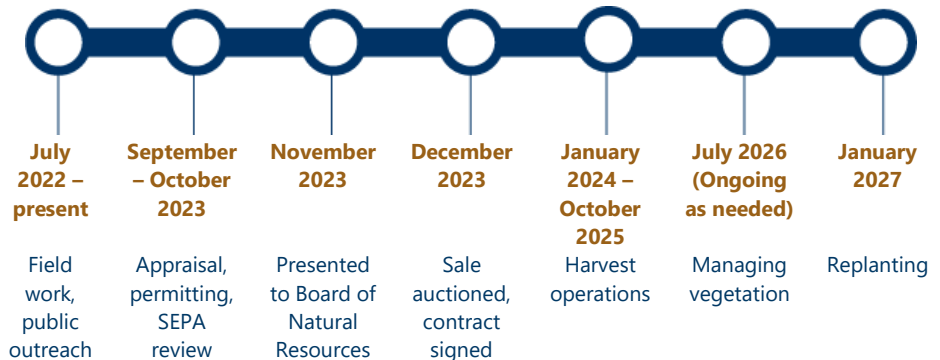 July
2022 –
present
Field
work,
public
outreach
September
– October
2023
Appraisal,
permitting,
SEPA
review
November
2023
Presented
to Board of
Natural
Resources
December
2023
Sale
auctioned,
contract
signed
January
2024 –
October
2025
Harvest
operations
July 2026
(Ongoing
as needed)
Managing
vegetation
January
2027
Replanting